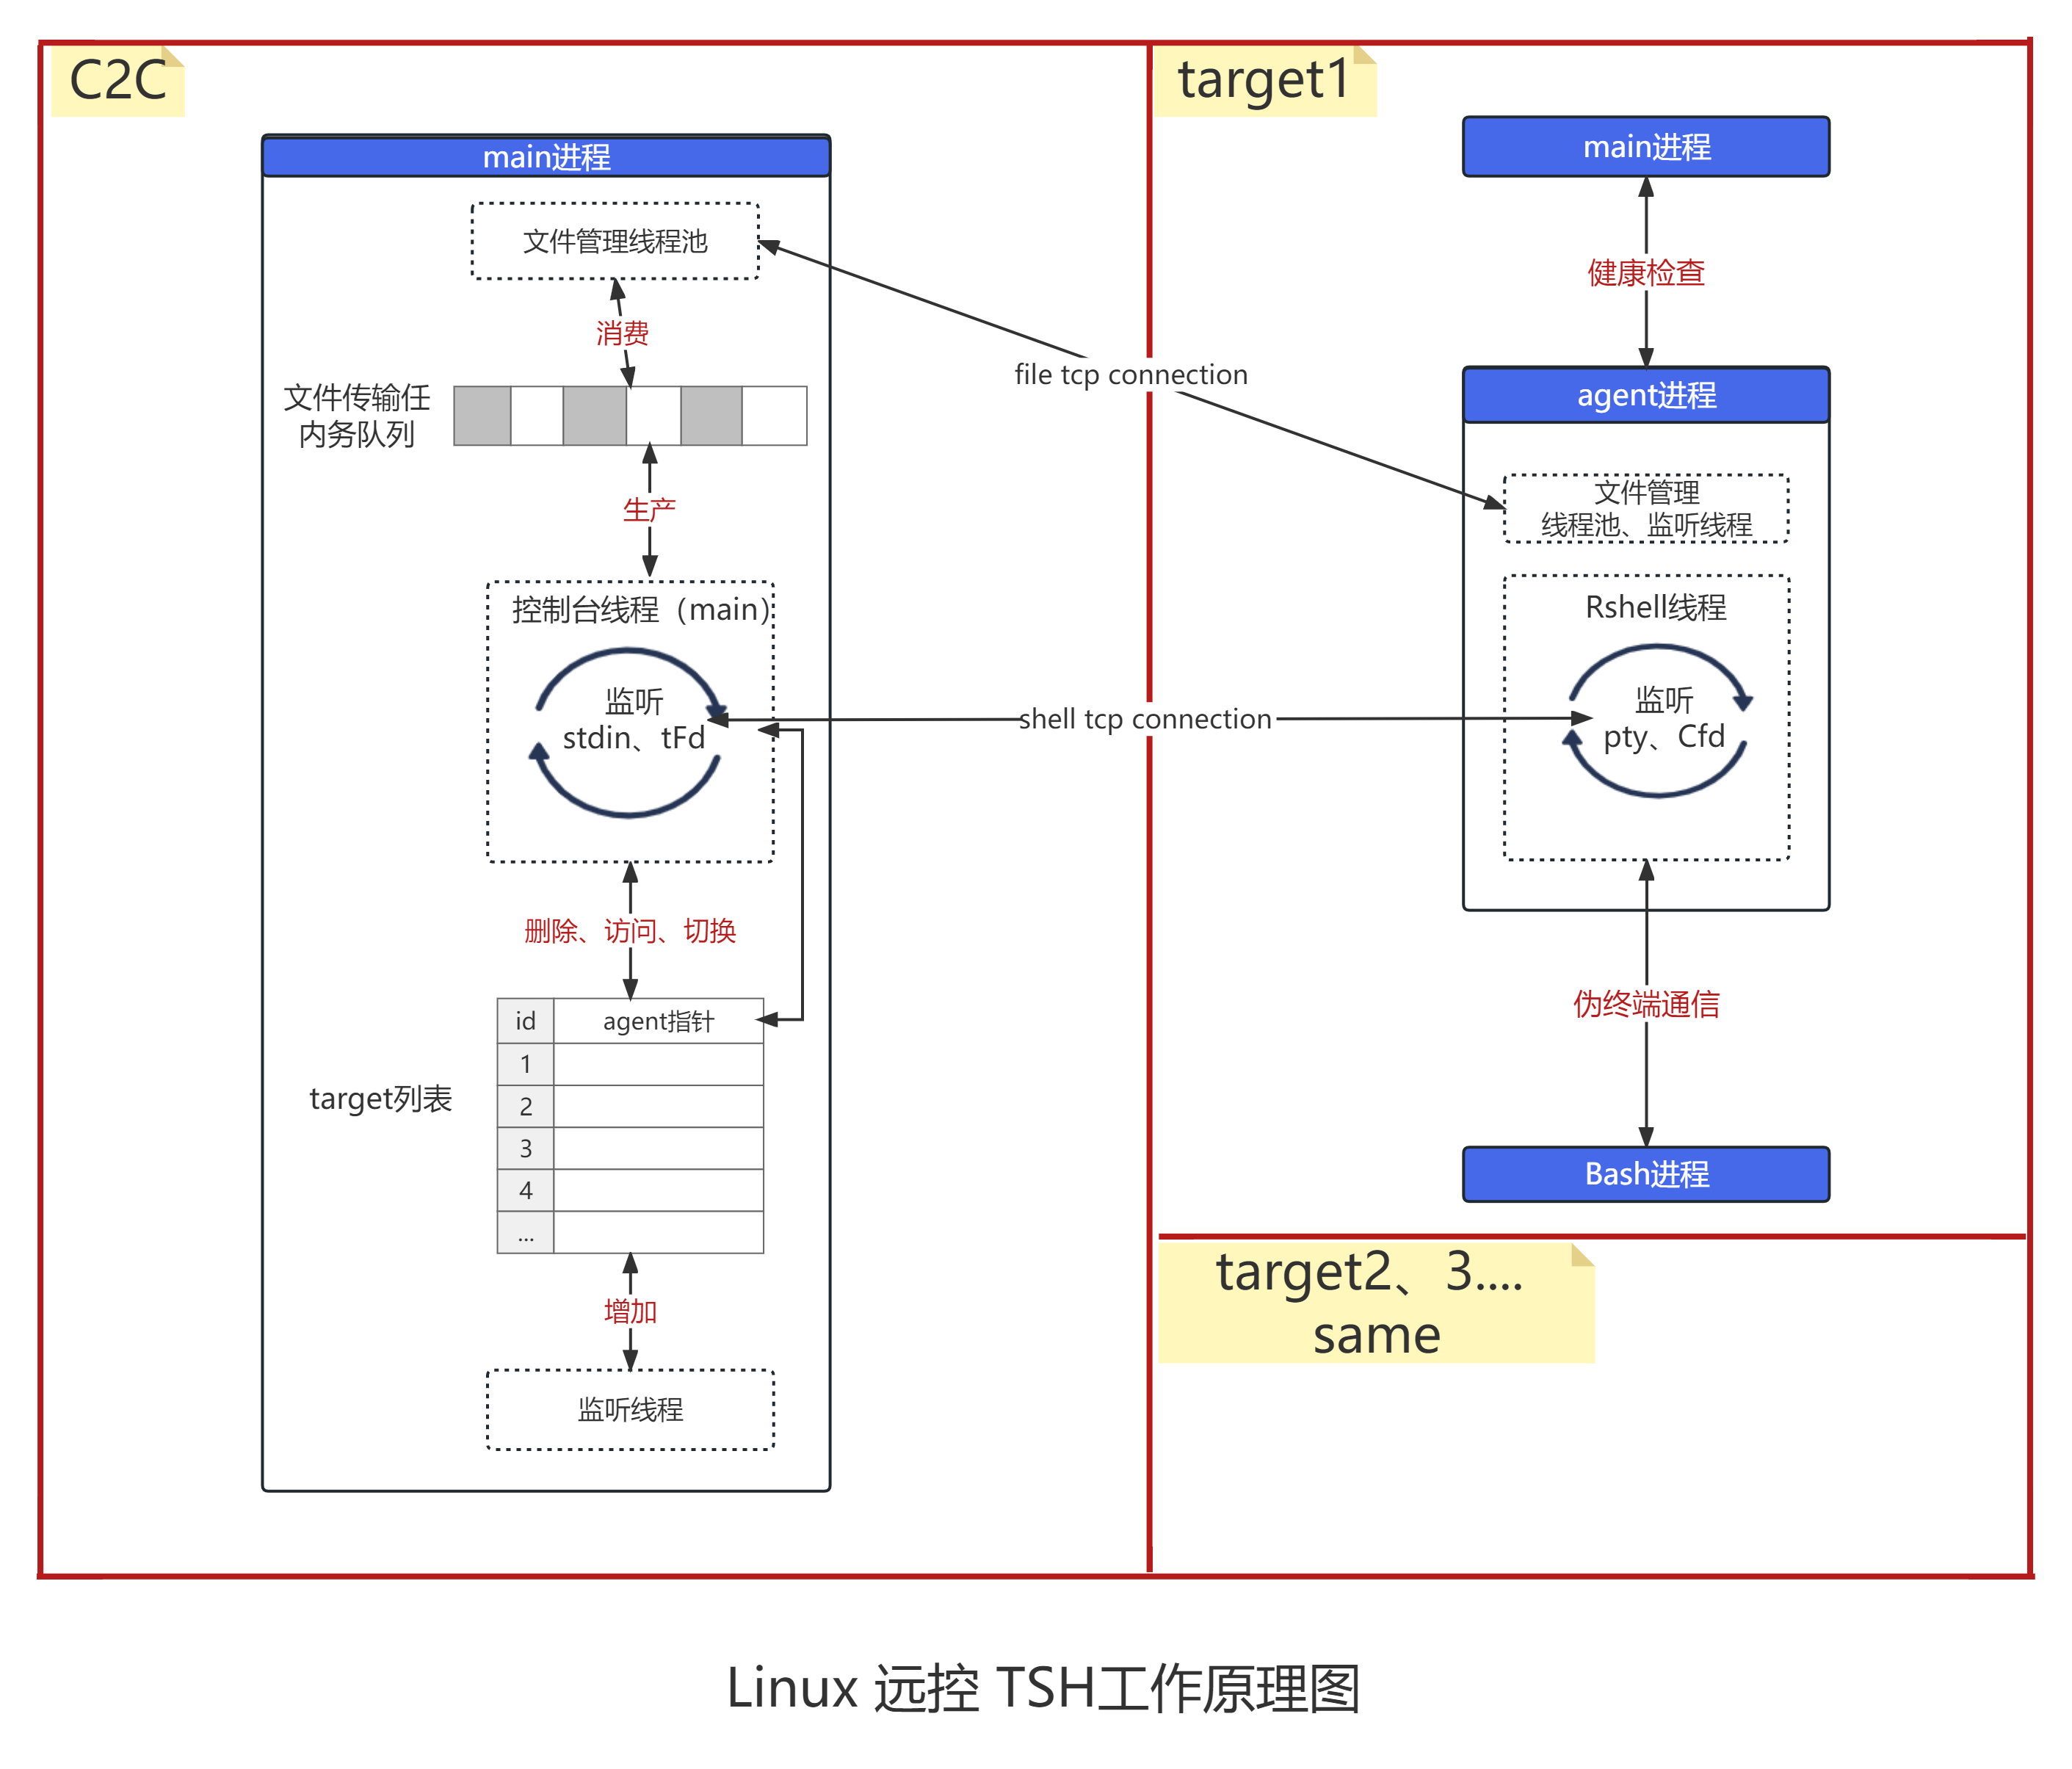 C2C
main进程
文件管理线程池
消费
文件传输任
内务队列
生产
控制台线程（main）
监听
stdin、tFd
删除、访问、切换
id
agent指针
1
2
3
4
...
target列表
增加
监听线程
file tcp connection
shell tcp connection
target1
main进程
健康检查
agent进程
文件管理
线程池、监听线程
Rshell线程
监听
pty、Cfd
伪终端通信
Bash进程
target2、3....
same
Linux 远控 TSH工作原理图